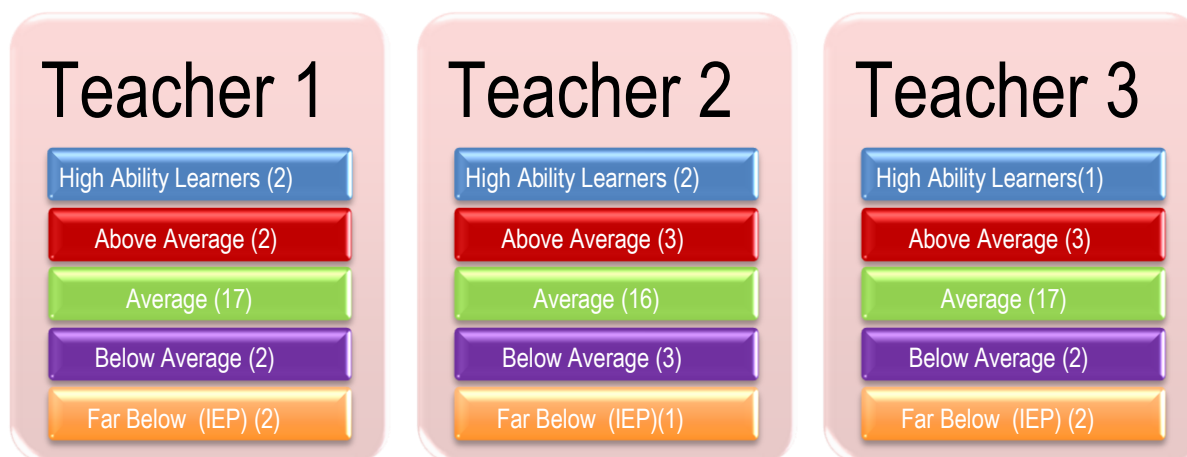 Teacher 1
High Ability Learners (2)
Above Average (2)
Average (17)
Below Average (2)
Far Below  (IEP) (2)
Teacher 2
High Ability Learners (2)
Above Average (3)
Average (16)
Below Average (3)
Far Below  (IEP)(1)
Teacher 3
High Ability Learners(1)
Above Average (3)
Average (17)
Below Average (2)
Far Below  (IEP) (2)